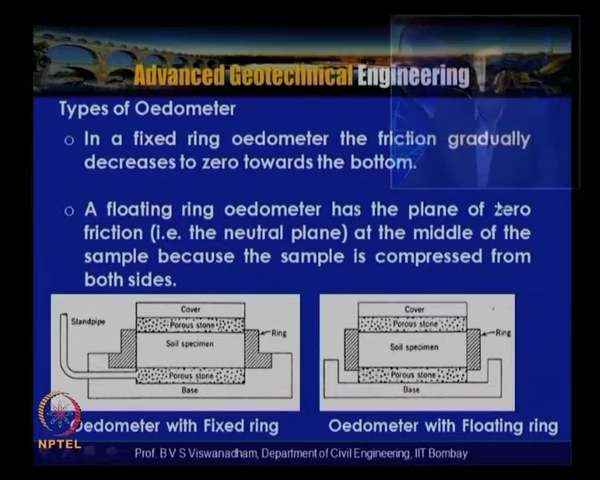 Advanced Geotechnical Engineering
Types of Oedometer
o In a fixed ring oedometer the friction gradually
decreases to zero towards the bottom.
o A floating ring oedometer has the plane of zero
friction (i.e. the neutral plane) at the middle of the
sample because the sample is compressed from
both sides.
Cover
Standpipe
Porous stone
Ring
Soil specimen
Porous stone
Base
Cover
Porous stone
Ring
Soil specimen
Porous stone
Base
Oedometer with Fixed ring
Oedometer with Floating ring
NPTEL
Prof. B V S Viswanadham, Department of Civil Engineering, IIT Bombay